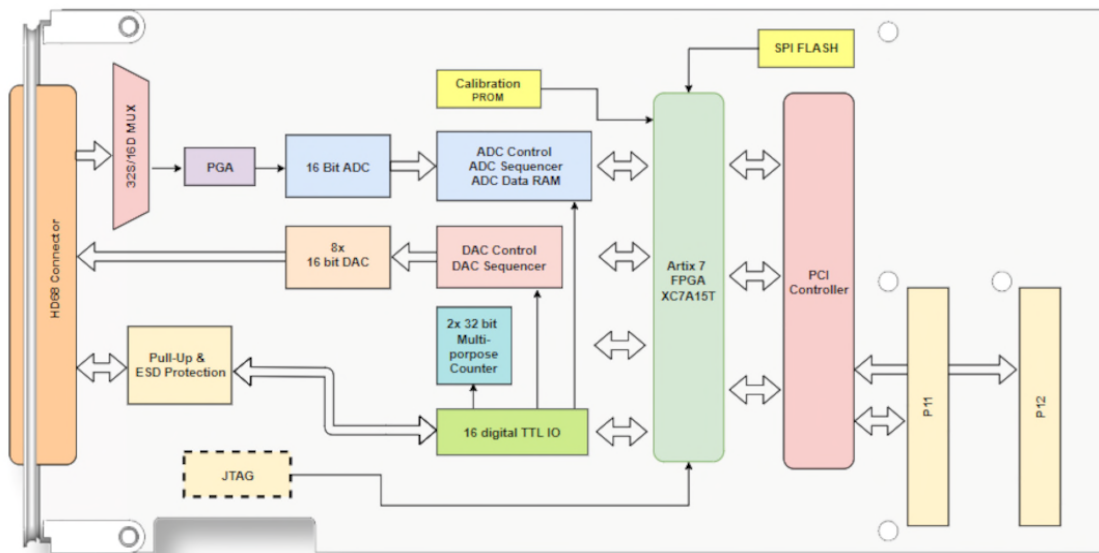 SPI FLASH
Calibration
PROM
32S/16D MUX
PGA
16 Bit ADC
ADC Control
ADC Sequencer
ADC Data RAM
HD68 Connector
8x
16 bit DAC
DAC Control
DAC Sequencer
Artix 7
FPGA
XC7A15T
PCI
Controller
2x 32 bit
Multi-
porpose
Counter
Pull-Up &
ESD Protection
16 digital TTL IO
P11
P12
JTAG